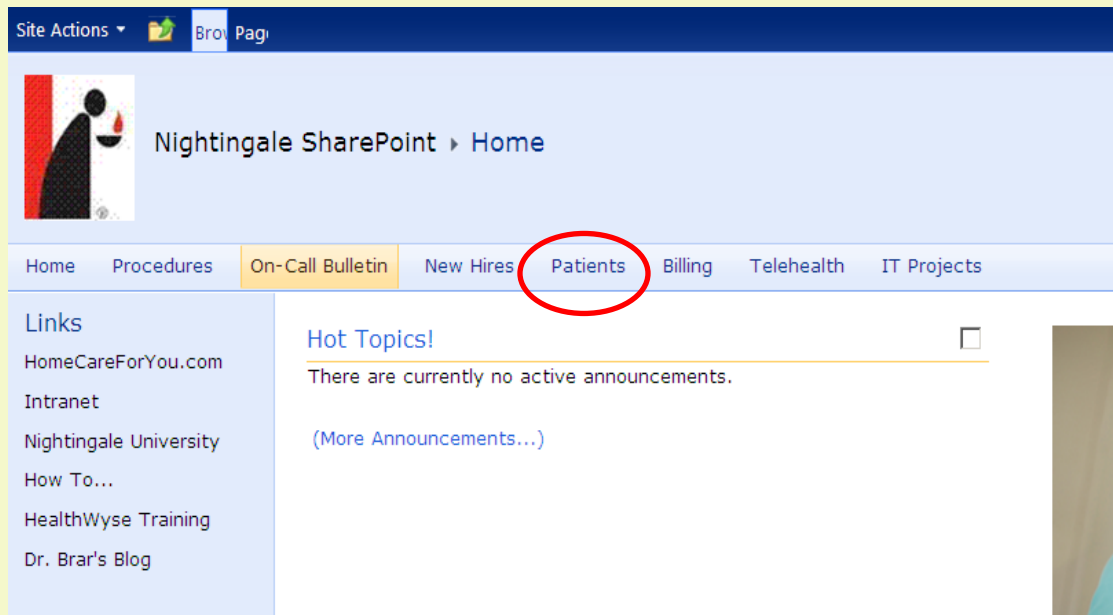 Site Actions
Nightingale SharePoint ▸ Home
Home Procedures On-Call Bulletin New Hires Patients Billing Telehealth IT Projects
Links
HomeCareForYou.com
Intranet
Nightingale University
How To...
HealthWyse Training
Dr. Brar's Blog
Hot Topics!
There are currently no active announcements.
(More Announcements...)